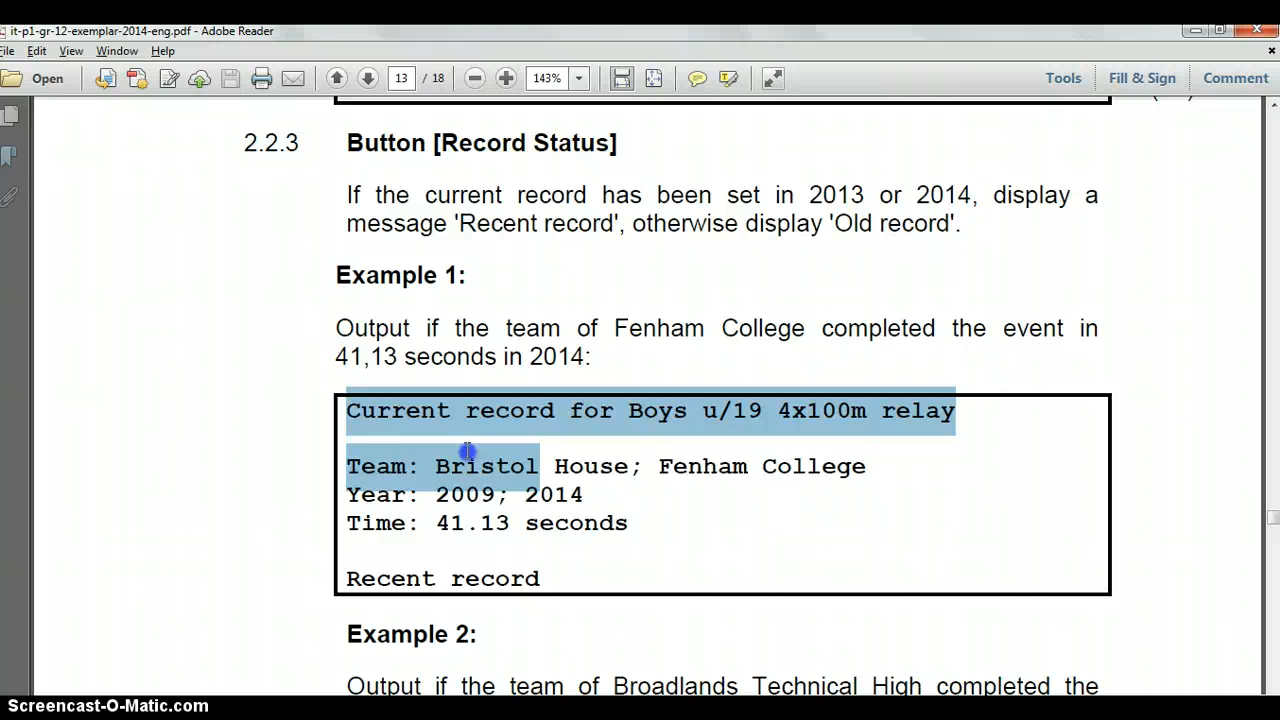 it-p1-gr-12-exemplar-2014-eng.pdf - Adobe Reader
File Edit View Window Help
Open 13 / 18 143% Tools Fill & Sign Comment
2.2.3 Button [Record Status]
If the current record has been set in 2013 or 2014, display a
message 'Recent record', otherwise display 'Old record'.
Example 1:
Output if the team of Fenham College completed the event in
41,13 seconds in 2014:
Current record for Boys u/19 4x100m relay
Team: Bristol House; Fenham College
Year: 2009; 2014
Time: 41.13 seconds
Recent record
Example 2:
Output if the team of Broadlands Technical High completed the
Screencast-O-Matic.com